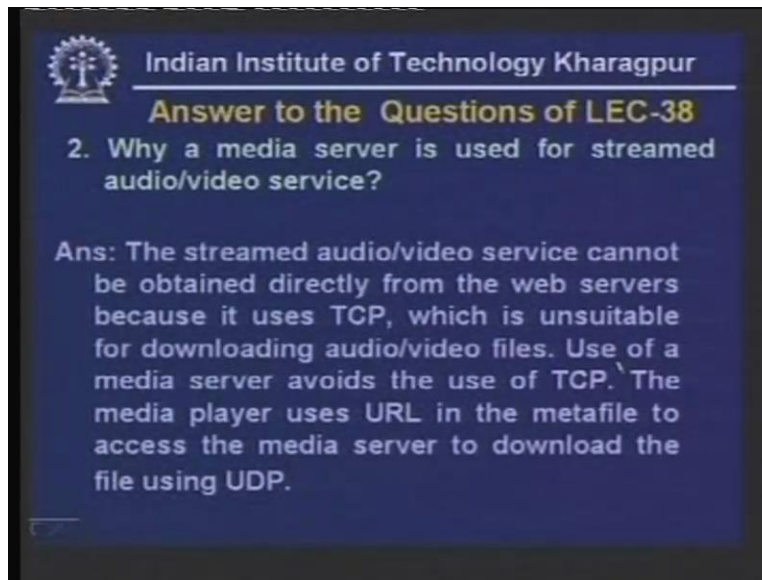 Indian Institute of Technology Kharagpur
Answer to the Questions of LEC-38
2. Why a media server is used for streamed
audio/video service?
Ans: The streamed audio/video service cannot
be obtained directly from the web servers
because it uses TCP, which is unsuitable
for downloading audio/video files. Use of a
media server avoids the use of TCP. The
media player uses URL in the metafile to
access the media server to download the
file using UDP.